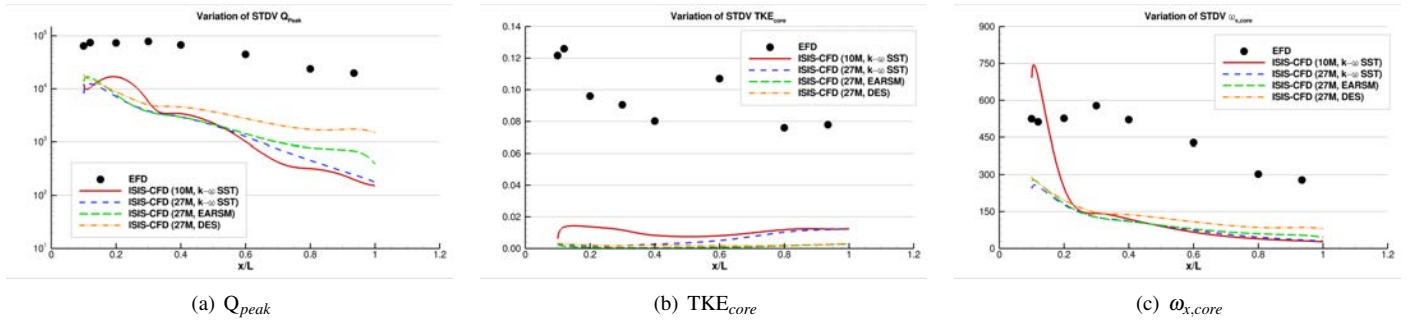 Variation of STDV Q_Peak
10^5
10^4
10^3
10^2
10^1
EFD
ISIS-CFD (10M, k-ω SST)
ISIS-CFD (27M, k-ω SST)
ISIS-CFD (27M, EARSM)
ISIS-CFD (27M, DES)
0 0.2 0.4 0.6 0.8 1
x/L
(a) Q_peak
Variation of STDV TKE_core
0.14
0.12
0.10
0.08
0.06
0.04
0.02
0.00
EFD
ISIS-CFD (10M, k-ω SST)
ISIS-CFD (27M, k-ω SST)
ISIS-CFD (27M, EARSM)
ISIS-CFD (27M, DES)
0 0.2 0.4 0.6 0.8 1
x/L
(b) TKE_core
Variation of STDV ω_x,core
900
750
600
450
300
150
0
EFD
ISIS-CFD (10M, k-ω SST)
ISIS-CFD (27M, k-ω SST)
ISIS-CFD (27M, EARSM)
ISIS-CFD (27M, DES)
0 0.2 0.4 0.6 0.8 1
x/L
(c) ω_x,core